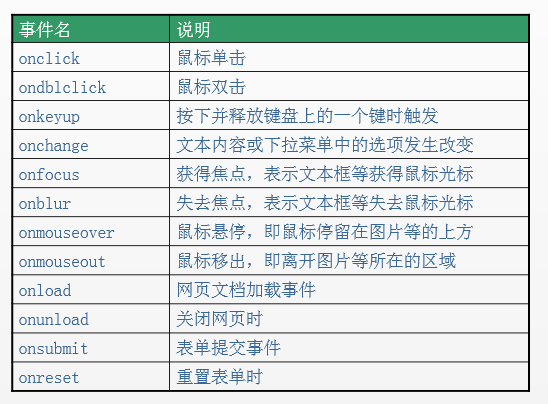 事件名 说明
onclick 鼠标单击
ondblclick 鼠标双击
onkeyup 按下并释放键盘上的一个键时触发
onchange 文本内容或下拉菜单中的选项发生改变
onfocus 获得焦点，表示文本框等获得鼠标光标
onblur 失去焦点，表示文本框等失去鼠标光标
onmouseover 鼠标悬停，即鼠标停留在图片等的上方
onmouseout 鼠标移出，即离开图片等所在的区域
onload 网页文档加载事件
onunload 关闭网页时
onsubmit 表单提交事件
onreset 重置表单时